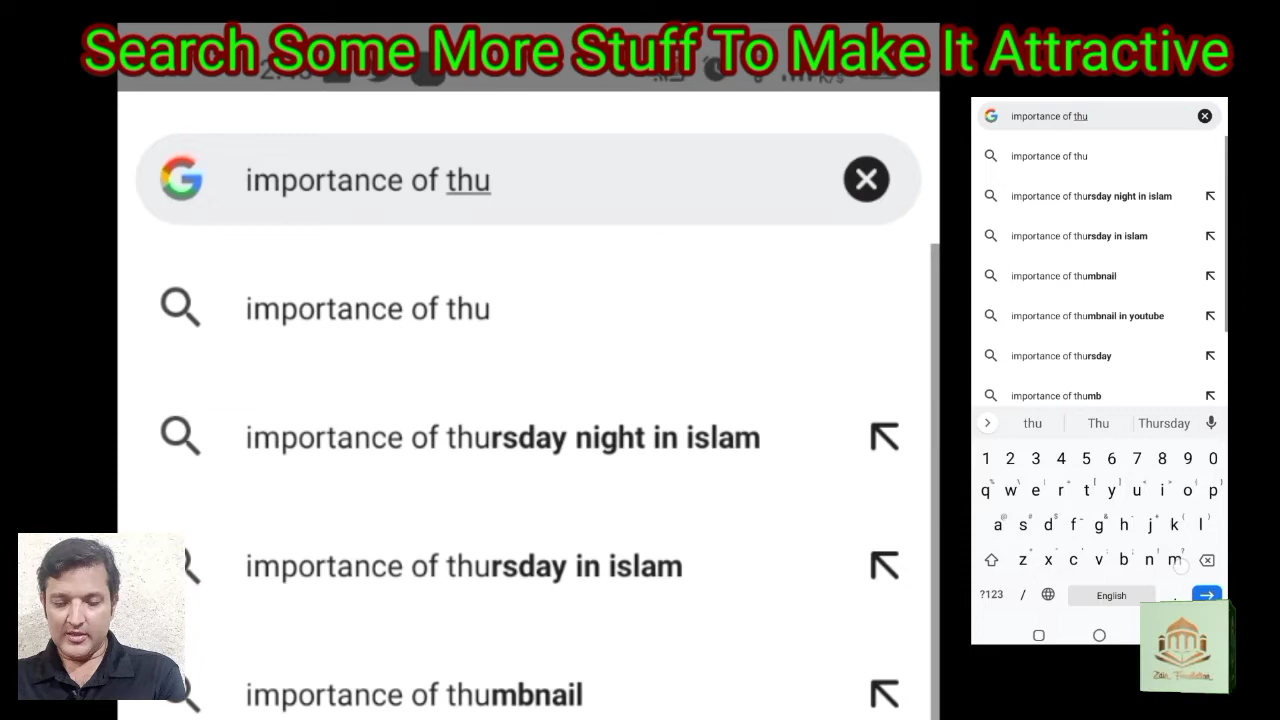 Search Some More Stuff To Make It Attractive
importance of thu
importance of thu
importance of thursday night in islam
importance of thursday in islam
importance of thumbnail
importance of thu
importance of thu
importance of thursday night in islam
importance of thursday in islam
importance of thumbnail
importance of thumbnail in youtube
importance of thursday
importance of thumb
thu Thu Thursday
1 2 3 4 5 6 7 8 9 0
q w e r t y u i o p
a s d f g h j k l
z x c v b n m
?123 / English .
Zain Foundation